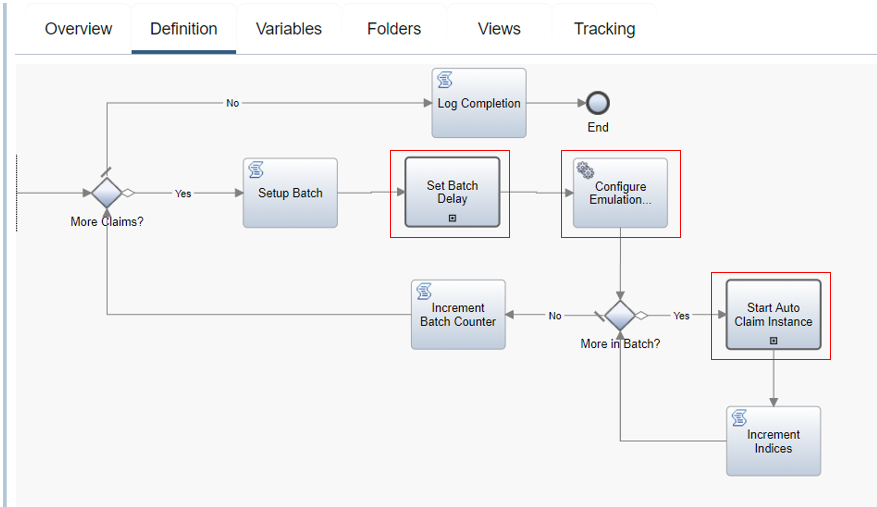 Overview
Definition
Variables
Folders
Views
Tracking
No
Log Completion
End
More Claims?
Yes
Setup Batch
Set Batch
Delay
Configure
Emulation...
Increment
Batch Counter
No
More in Batch?
Yes
Start Auto
Claim Instance
Increment
Indices